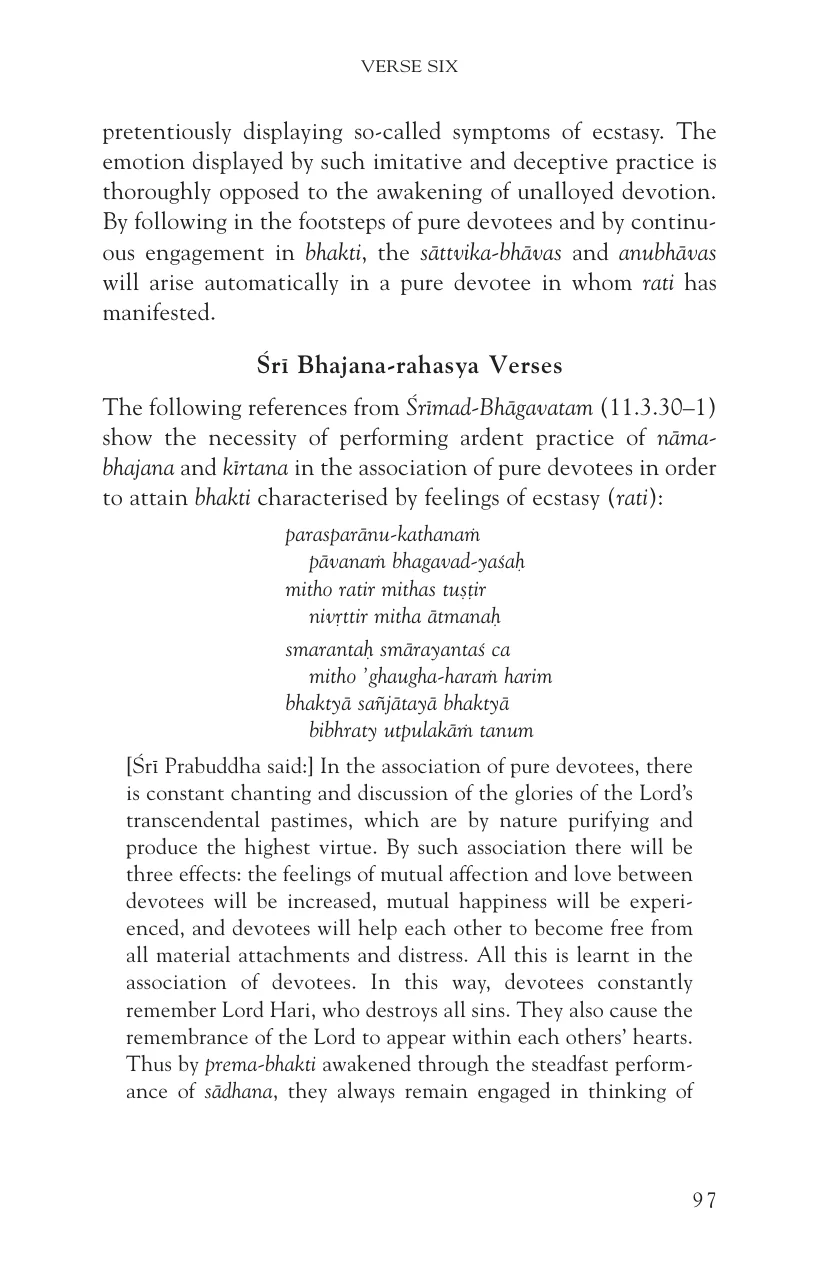 VERSE SIX
pretentiously displaying so-called symptoms of ecstasy. The
emotion displayed by such imitative and deceptive practice is
thoroughly opposed to the awakening of unalloyed devotion.
By following in the footsteps of pure devotees and by continu-
ous engagement in bhakti, the sāttvika-bhāvas and anubhāvas
will arise automatically in a pure devotee in whom rati has
manifested.
Śrī Bhajana-rahasya Verses
The following references from Śrīmad-Bhāgavatam (11.3.30–1)
show the necessity of performing ardent practice of nāma-
bhajana and kīrtana in the association of pure devotees in order
to attain bhakti characterised by feelings of ecstasy (rati):
parasparānu-kathanaṁ
pāvanaṁ bhagavad-yaśaḥ
mitho ratir mithas tuṣṭir
nivṛttir mitha ātmanaḥ
smarantaḥ smārayantaś ca
mitho ’ghaugha-haraṁ harim
bhaktyā sañjātayā bhaktyā
bibhraty utpulakāṁ tanum
[Śrī Prabuddha said:] In the association of pure devotees, there
is constant chanting and discussion of the glories of the Lord’s
transcendental pastimes, which are by nature purifying and
produce the highest virtue. By such association there will be
three effects: the feelings of mutual affection and love between
devotees will be increased, mutual happiness will be experi-
enced, and devotees will help each other to become free from
all material attachments and distress. All this is learnt in the
association of devotees. In this way, devotees constantly
remember Lord Hari, who destroys all sins. They also cause the
remembrance of the Lord to appear within each others’ hearts.
Thus by prema-bhakti awakened through the steadfast perform-
ance of sādhana, they always remain engaged in thinking of
97